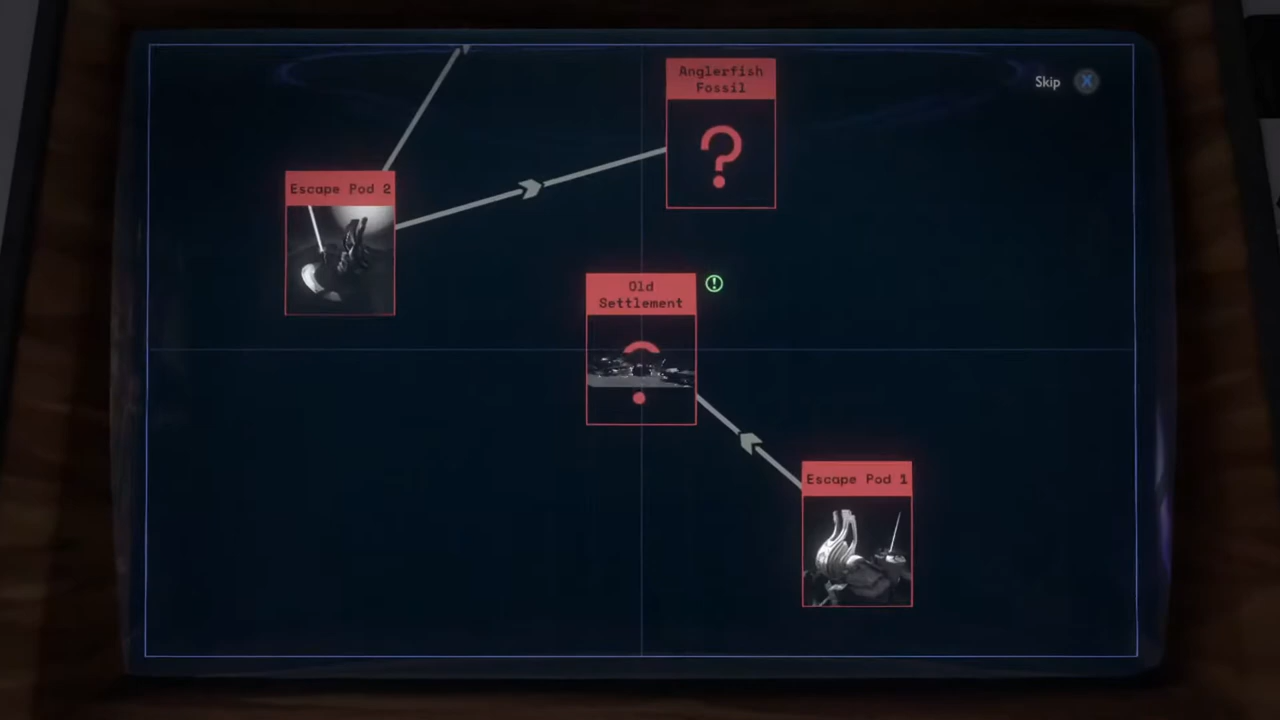 Anglerfish
Fossil
Skip X
?
Escape Pod 2
Old
Settlement
!
Escape Pod 1